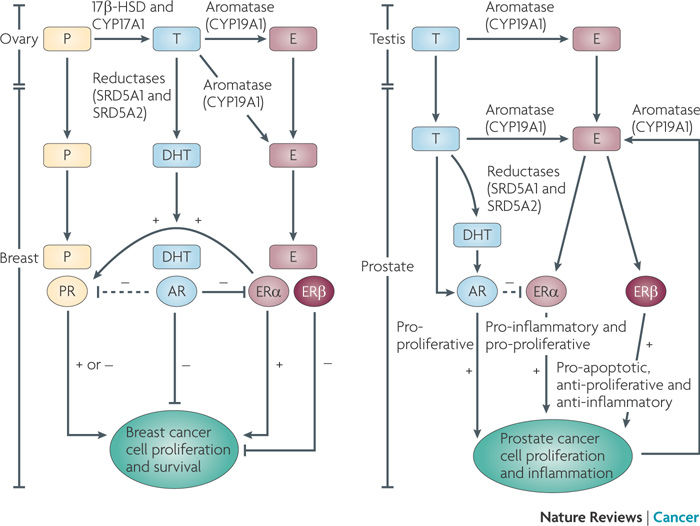 17β-HSD and
CYP17A1
Aromatase
(CYP19A1)
Ovary
P
T
E
Reductases
(SRD5A1 and
SRD5A2)
Aromatase
(CYP19A1)
P
DHT
E
+
+
Breast
P
DHT
E
PR
–
AR
–
ERα
ERβ
+ or –
–
+
–
Breast cancer
cell proliferation
and survival
Aromatase
(CYP19A1)
Testis
T
E
Aromatase
(CYP19A1)
Aromatase
(CYP19A1)
T
E
Reductases
(SRD5A1 and
SRD5A2)
DHT
Prostate
AR
–
ERα
ERβ
Pro-
proliferative
Pro-inflammatory and
pro-proliferative
+
+
+
Pro-apoptotic,
anti-proliferative and
anti-inflammatory
Prostate cancer
cell proliferation
and inflammation
Nature Reviews | Cancer